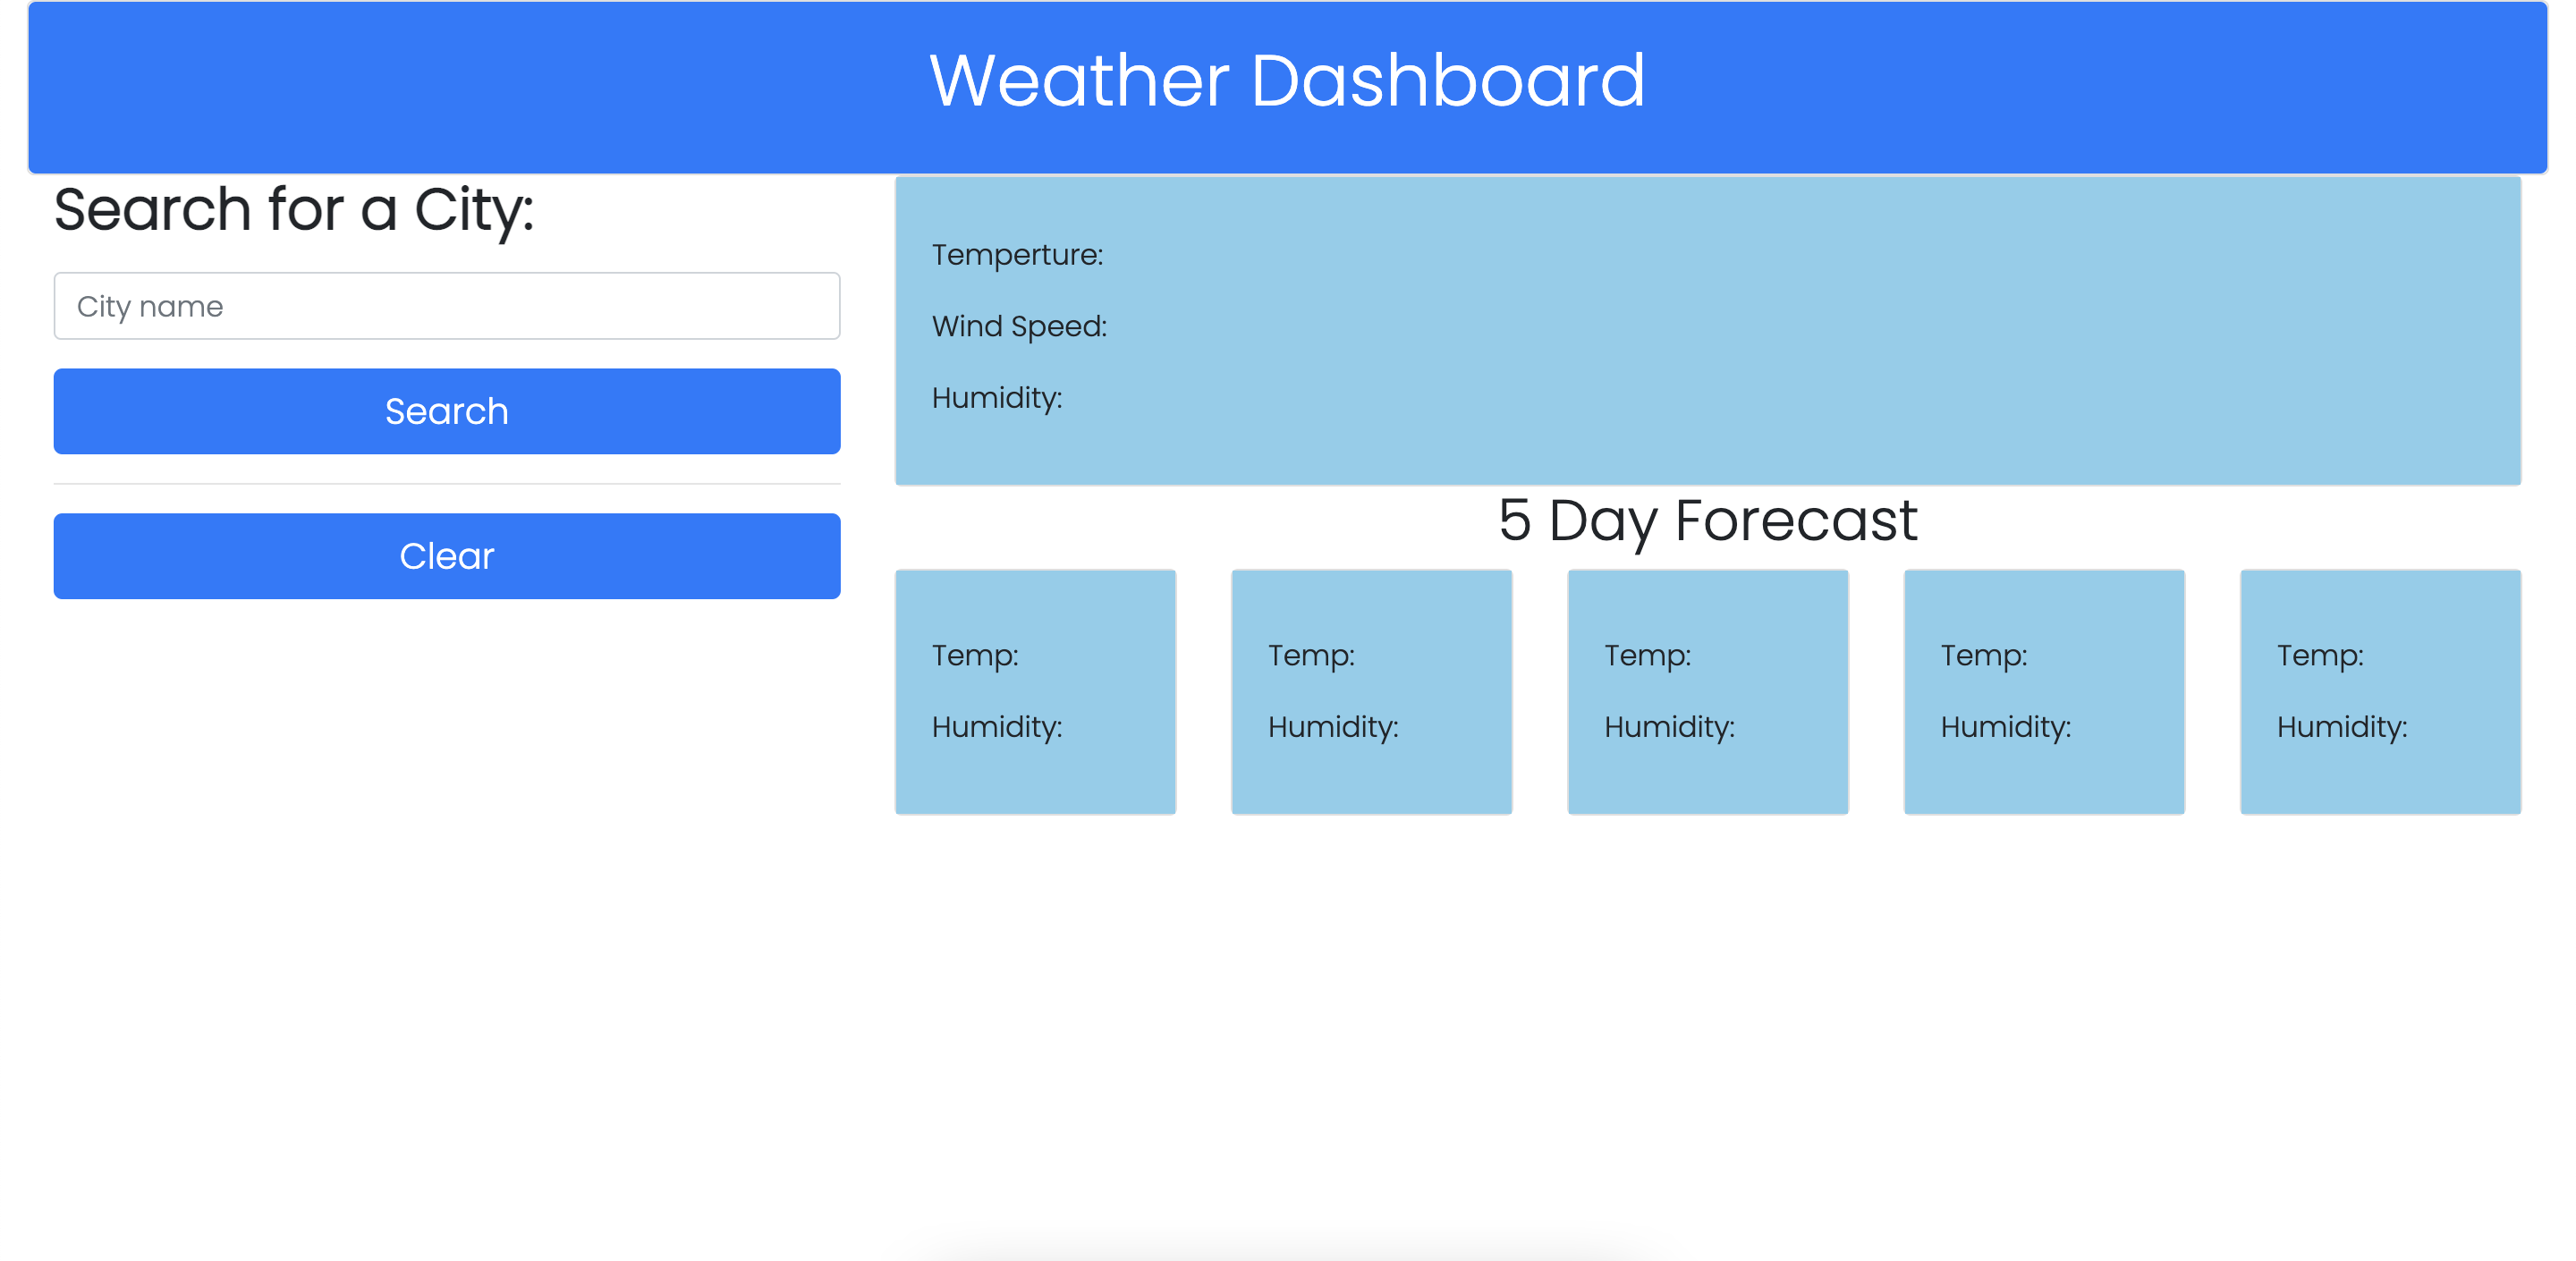 Weather Dashboard
Search for a City:
City name
Search
Clear
Temperture:
Wind Speed:
Humidity:
5 Day Forecast
Temp:
Humidity:
Temp:
Humidity:
Temp:
Humidity:
Temp:
Humidity:
Temp:
Humidity: